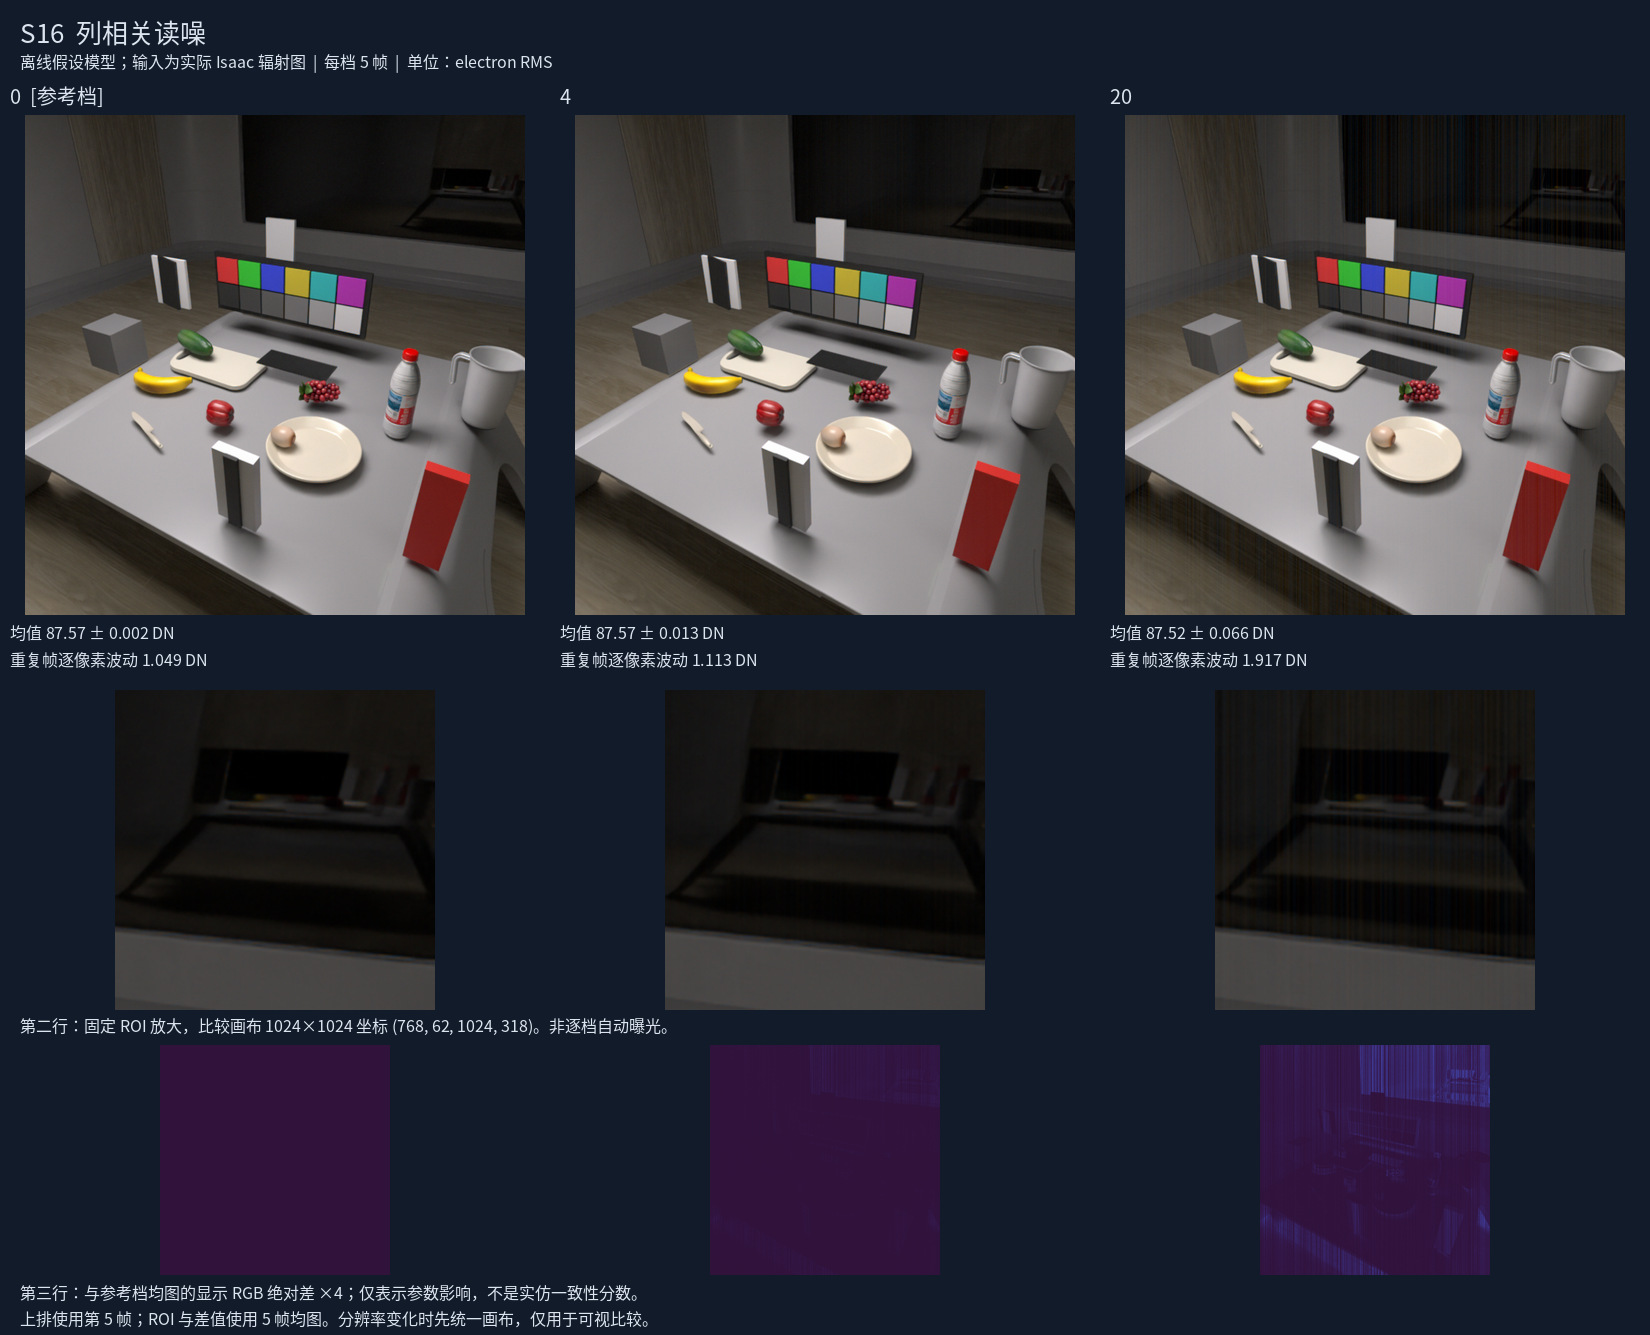 S16 列相关读噪
离线假设模型；输入为实际 Isaac 辐射图 | 每档 5 帧 | 单位：electron RMS
0 [参考档]
4
20
均值 87.57 ± 0.002 DN
重复帧逐像素波动 1.049 DN
均值 87.57 ± 0.013 DN
重复帧逐像素波动 1.113 DN
均值 87.52 ± 0.066 DN
重复帧逐像素波动 1.917 DN
第二行：固定 ROI 放大，比较画布 1024×1024 坐标 (768, 62, 1024, 318)。非逐档自动曝光。
第三行：与参考档均图的显示 RGB 绝对差 ×4；仅表示参数影响，不是实仿一致性分数。
上排使用第 5 帧；ROI 与差值使用 5 帧均图。分辨率变化时先统一画布，仅用于可视比较。